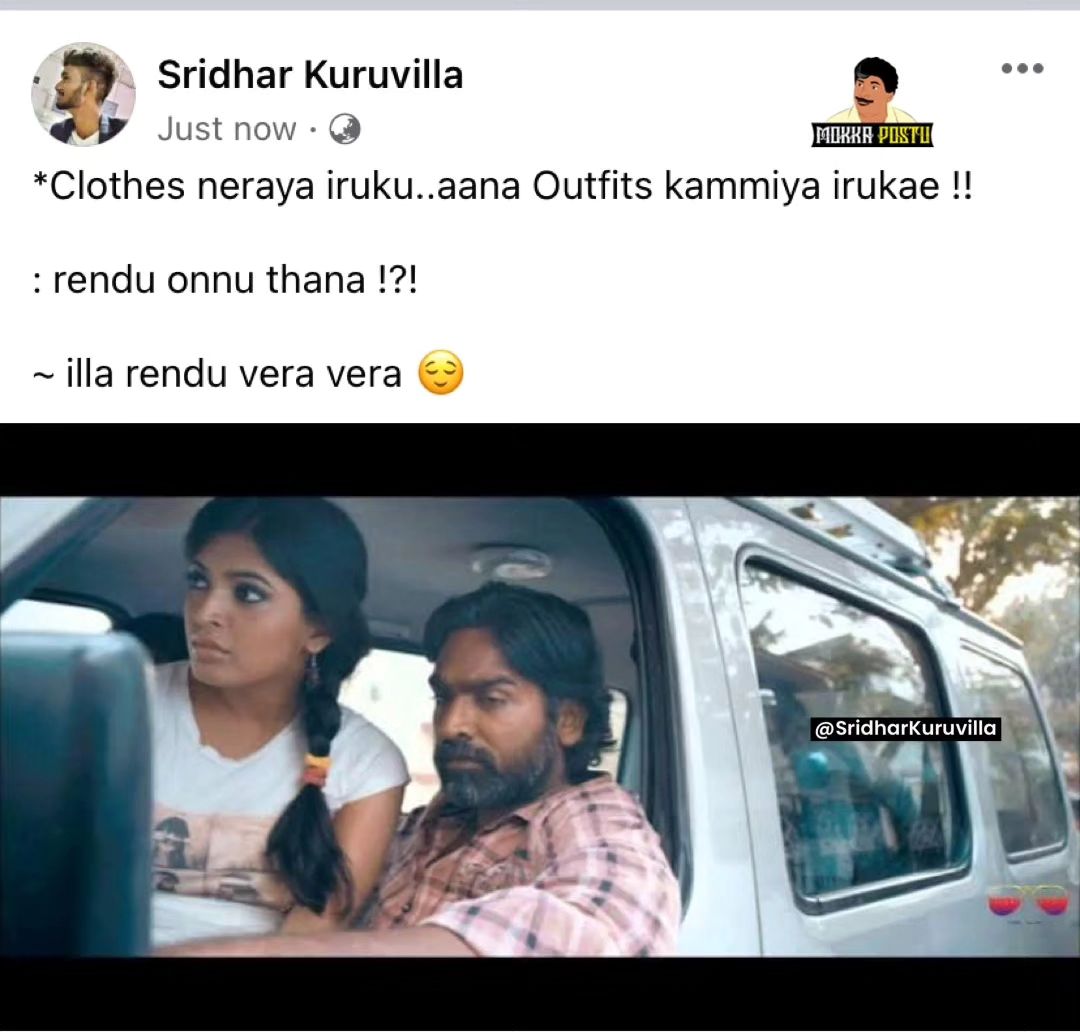 Sridhar Kuruvilla
Just now ·
MOKKA POSTU
*Clothes neraya iruku..aana Outfits kammiya irukae !!
: rendu onnu thana !?!
~ illa rendu vera vera 😌
@SridharKuruvilla